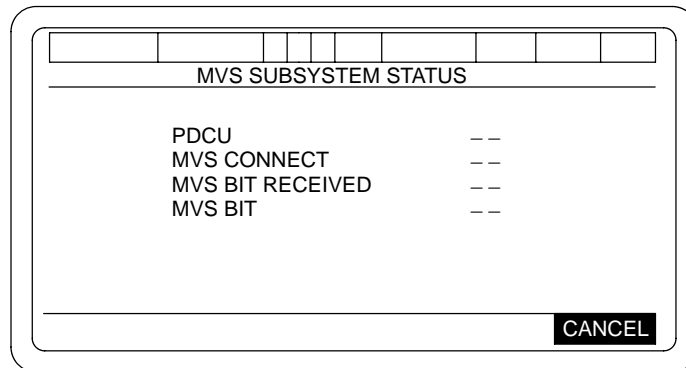 MVS SUBSYSTEM STATUS
PDCU – –
MVS CONNECT – –
MVS BIT RECEIVED – –
MVS BIT – –
CANCEL